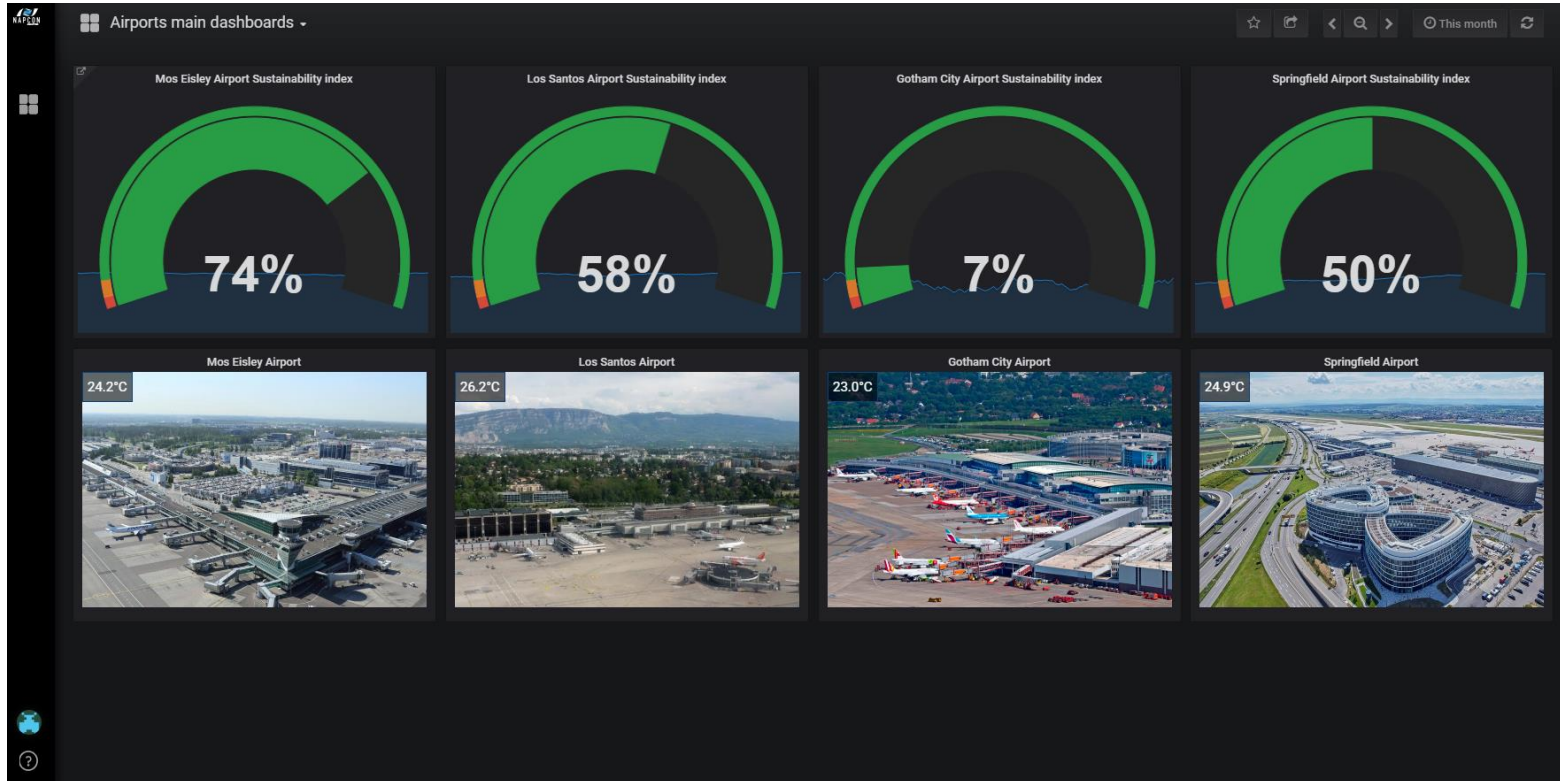 NAPCON
Airports main dashboards
This month
Mos Eisley Airport Sustainability index
74%
Los Santos Airport Sustainability index
58%
Gotham City Airport Sustainability index
7%
Springfield Airport Sustainability index
50%
Mos Eisley Airport
24.2°C
Los Santos Airport
26.2°C
Gotham City Airport
23.0°C
Springfield Airport
24.9°C
?